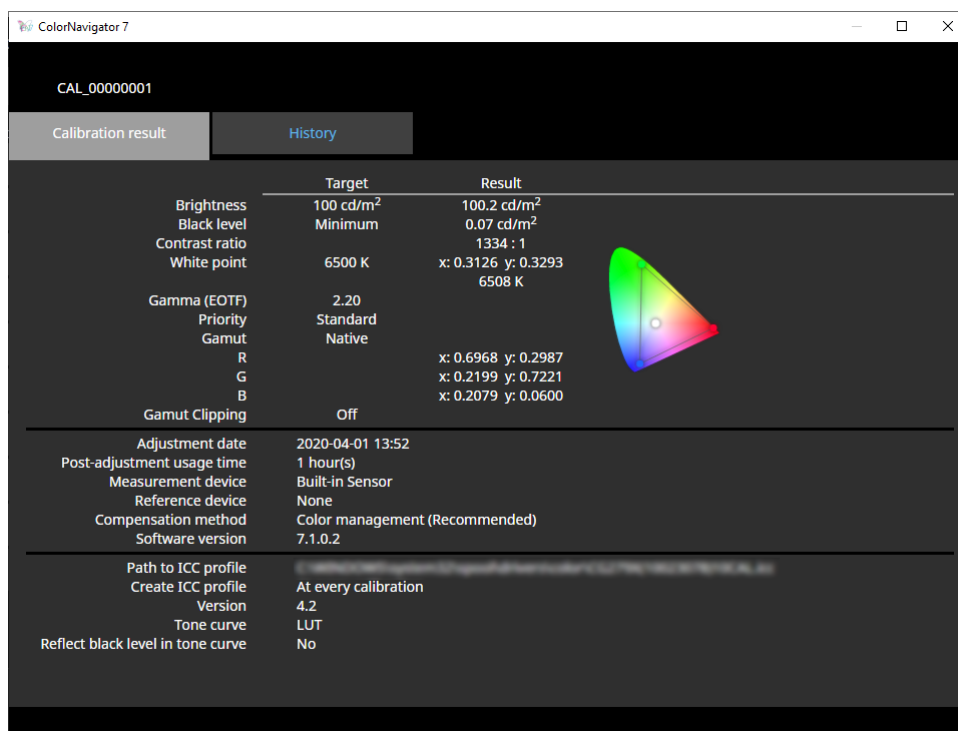 ColorNavigator 7
CAL_00000001
Calibration result History
Target Result
Brightness 100 cd/m2 100.2 cd/m2
Black level Minimum 0.07 cd/m2
Contrast ratio 1334 : 1
White point 6500 K x: 0.3126 y: 0.3293
6508 K
Gamma (EOTF) 2.20
Priority Standard
Gamut Native
R x: 0.6968 y: 0.2987
G x: 0.2199 y: 0.7221
B x: 0.2079 y: 0.0600
Gamut Clipping Off
Adjustment date 2020-04-01 13:52
Post-adjustment usage time 1 hour(s)
Measurement device Built-in Sensor
Reference device None
Compensation method Color management (Recommended)
Software version 7.1.0.2
Path to ICC profile
Create ICC profile At every calibration
Version 4.2
Tone curve LUT
Reflect black level in tone curve No